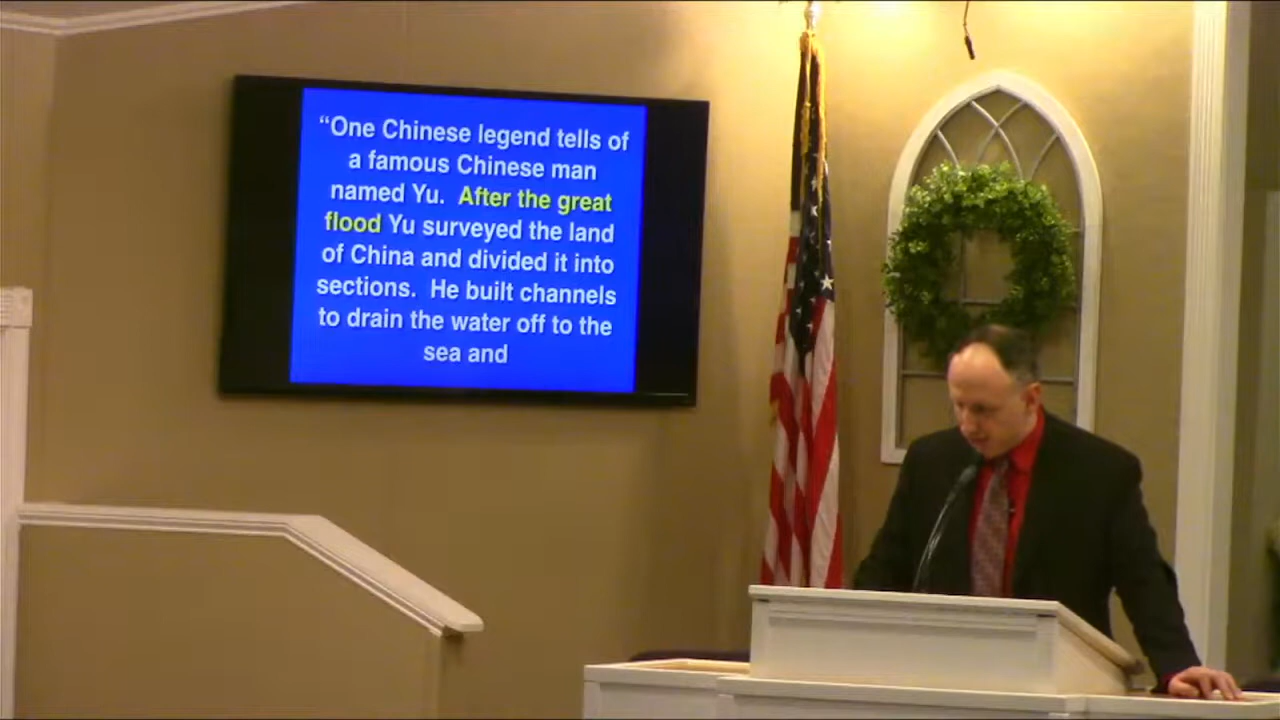 “One Chinese legend tells of
a famous Chinese man
named Yu. After the great
flood Yu surveyed the land
of China and divided it into
sections. He built channels
to drain the water off to the
sea and